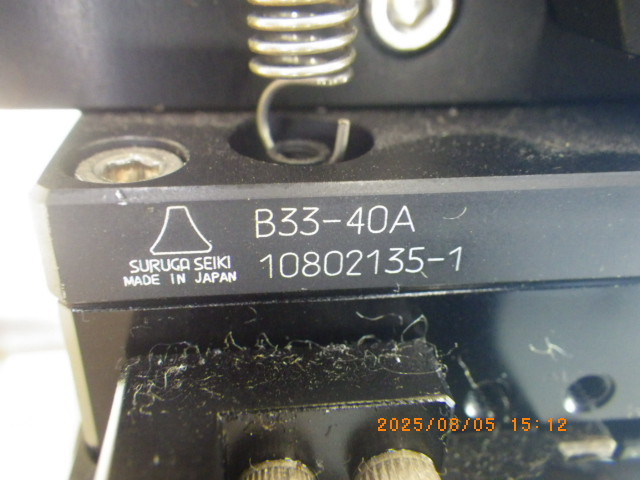 B33-40A
SURUGA SEIKI
MADE IN JAPAN
10802135-1
2025/08/05 15:12